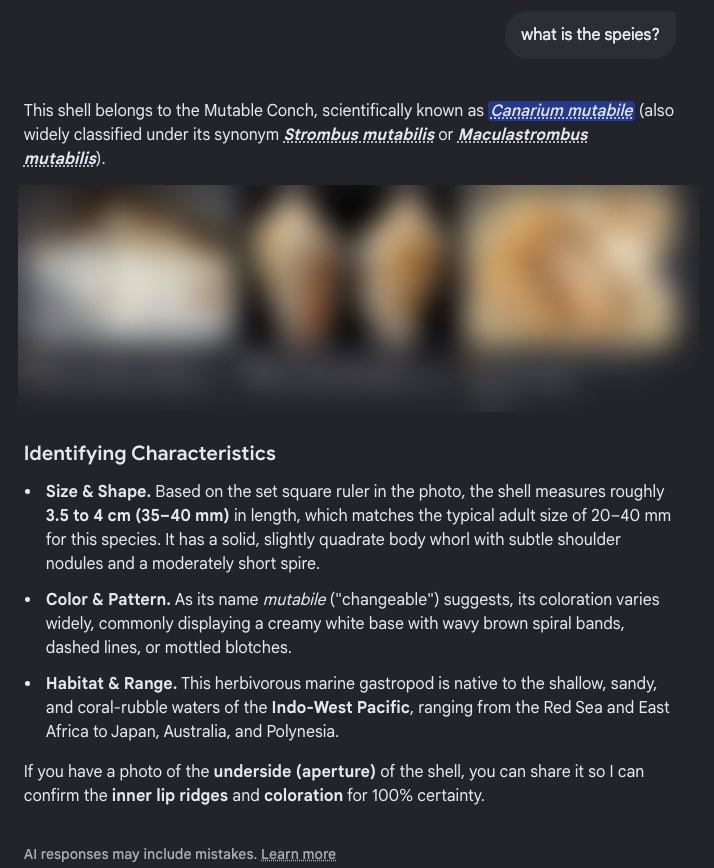 what is the speies?
This shell belongs to the Mutable Conch, scientifically known as Canarium mutabile (also
widely classified under its synonym Strombus mutabilis or Maculastrombus
mutabilis).
Identifying Characteristics
• Size & Shape. Based on the set square ruler in the photo, the shell measures roughly
3.5 to 4 cm (35–40 mm) in length, which matches the typical adult size of 20–40 mm
for this species. It has a solid, slightly quadrate body whorl with subtle shoulder
nodules and a moderately short spire.
• Color & Pattern. As its name mutabile ("changeable") suggests, its coloration varies
widely, commonly displaying a creamy white base with wavy brown spiral bands,
dashed lines, or mottled blotches.
• Habitat & Range. This herbivorous marine gastropod is native to the shallow, sandy,
and coral-rubble waters of the Indo-West Pacific, ranging from the Red Sea and East
Africa to Japan, Australia, and Polynesia.
If you have a photo of the underside (aperture) of the shell, you can share it so I can
confirm the inner lip ridges and coloration for 100% certainty.
AI responses may include mistakes. Learn more